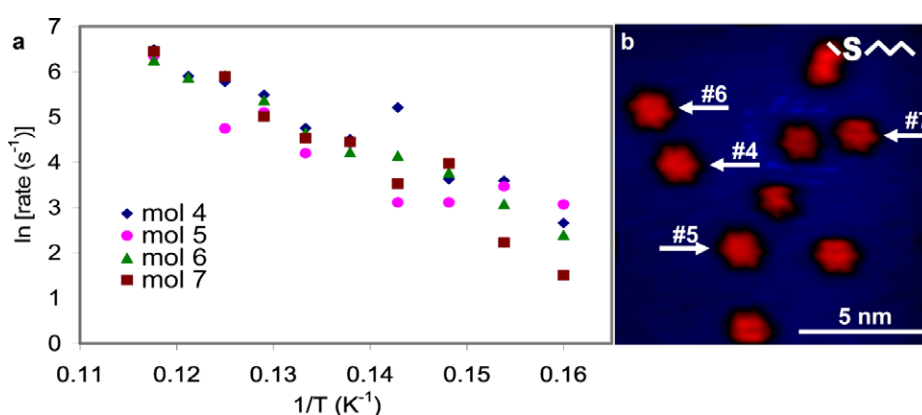 a
7
6
5
4
3
2
1
0
ln [rate (s⁻¹)]
mol 4
mol 5
mol 6
mol 7
0.11 0.12 0.13 0.14 0.15 0.16
1/T (K⁻¹)
b
S
#6
#7
#4
#5
5 nm